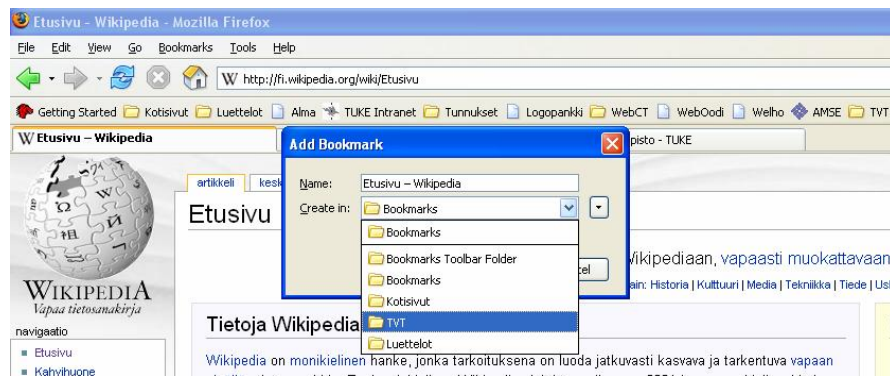 Etusivu - Wikipedia - Mozilla Firefox
File Edit View Go Bookmarks Tools Help
W http://fi.wikipedia.org/wiki/Etusivu
Getting Started Kotisivut Luettelot Alma TUKE Intranet Tunnukset Logopankki WebCT WebOodi Welho AMSE TVT
W Etusivu – Wikipedia
pisto - TUKE
Add Bookmark
Name: Etusivu – Wikipedia
Create in: Bookmarks
Bookmarks
Bookmarks Toolbar Folder
Bookmarks
Kotisivut
TVT
Luettelot
artikkeli kesk
Etusivu
Wikipediaan, vapaasti muokattavaan
Historia | Kulttuuri | Media | Tekniikka | Tiede
WIKIPEDIA
Vapaa tietosanakirja
navigaatio
Etusivu
Kahvihuone
Tietoja Wikipedia
Wikipedia on monikielinen hanke, jonka tarkoituksena on luoda jatkuvasti kasvava ja tarkentuva vapaan